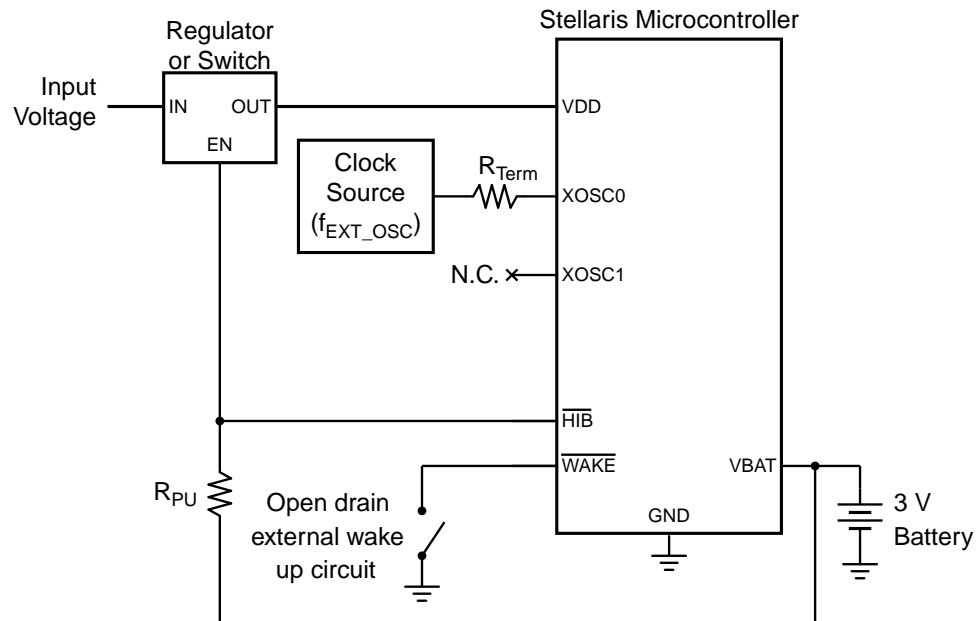 Stellaris Microcontroller
Regulator
or Switch
Input
Voltage
IN
OUT
EN
VDD
Clock
Source
(fEXT_OSC)
RTerm
XOSC0
N.C.
XOSC1
HIB
WAKE
VBAT
RPU
Open drain
external wake
up circuit
GND
3 V
Battery